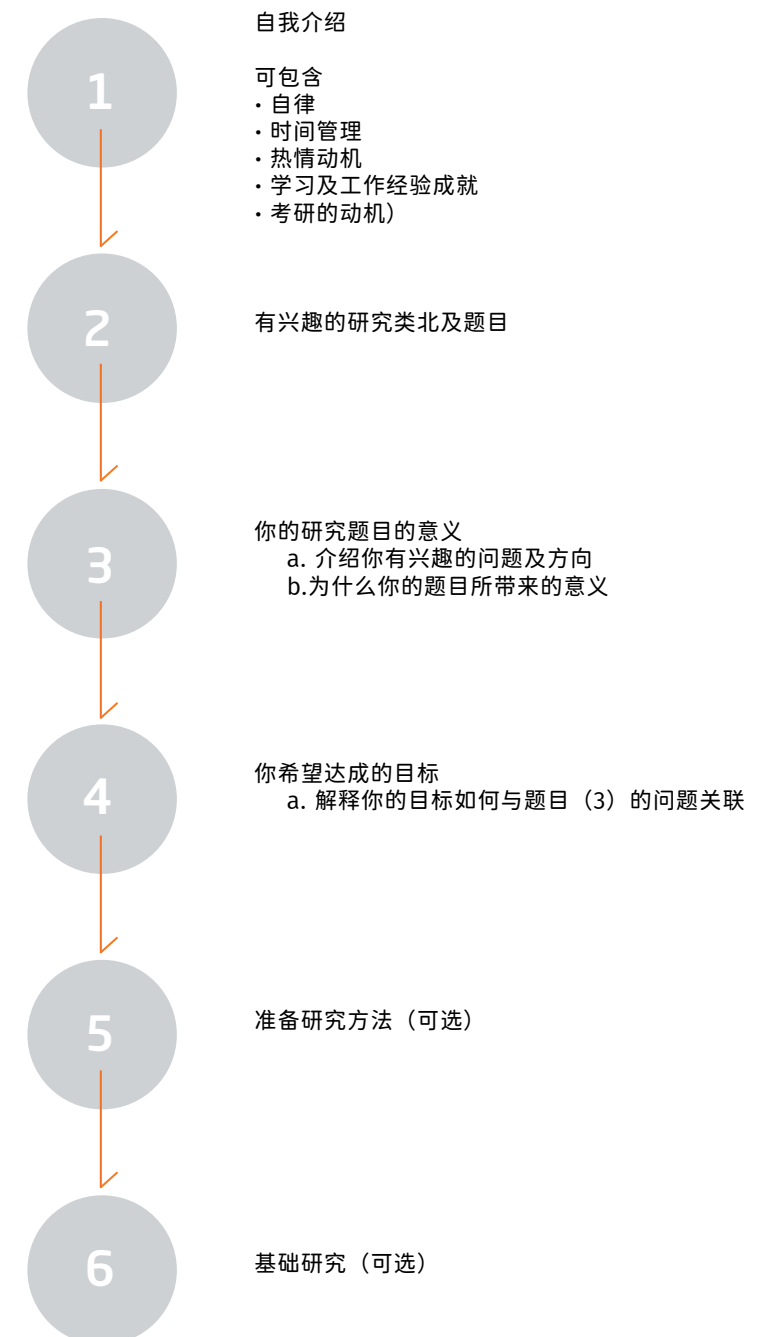 1
自我介绍
可包含
·自律
·时间管理
·热情动机
·学习及工作经验成就
·考研的动机）
2
有兴趣的研究类北及题目
3
你的研究题目的意义
a. 介绍你有兴趣的问题及方向
b.为什么你的题目所带来的意义
4
你希望达成的目标
a. 解释你的目标如何与题目（3）的问题关联
5
准备研究方法（可选）
6
基础研究（可选）